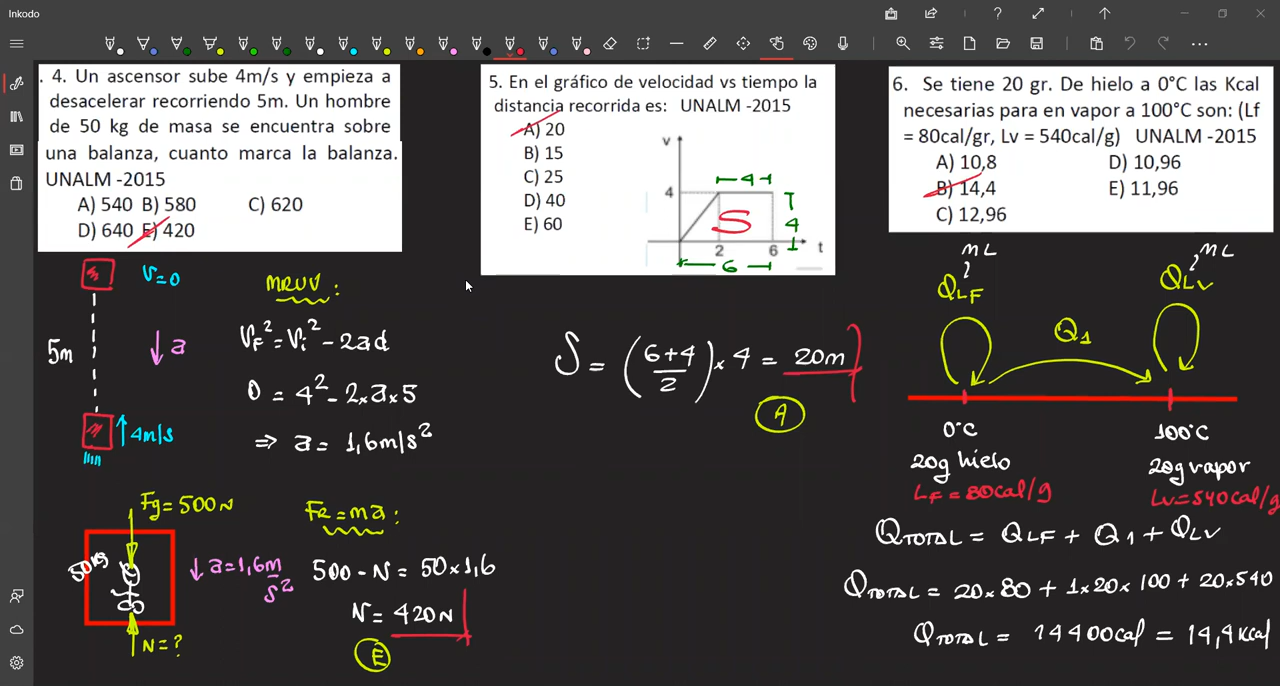 Inkodo
. 4. Un ascensor sube 4m/s y empieza a
desacelerar recorriendo 5m. Un hombre
de 50 kg de masa se encuentra sobre
una balanza, cuanto marca la balanza.
UNALM -2015
A) 540 B) 580 C) 620
D) 640 E) 420
V=0
5m
a
4m/s
MRUV :
VF² = Vi² - 2ad
0 = 4² - 2×a×5
⇒ a = 1,6m/s²
Fg = 500N
50kg
a=1,6m/s²
N=?
FR = ma :
500 - N = 50×1,6
N = 420N
E
5. En el gráfico de velocidad vs tiempo la
distancia recorrida es: UNALM -2015
A) 20
B) 15
C) 25
D) 40
E) 60
v
4
4
S
4
2
6
t
6
S = (6+4/2) × 4 = 20m
A
6. Se tiene 20 gr. De hielo a 0°C las Kcal
necesarias para en vapor a 100°C son: (Lf
= 80cal/gr, Lv = 540cal/g) UNALM -2015
A) 10,8 D) 10,96
B) 14,4 E) 11,96
C) 12,96
mL
QLF
Q1
mL
QLV
0°C
100°C
20g hielo
20g vapor
LF = 80cal/g
LV=540cal/g
QTOTAL = QLF + Q1 + QLV
QTOTAL = 20×80 + 1×20×100 + 20×540
QTOTAL = 14400cal = 14,4Kcal